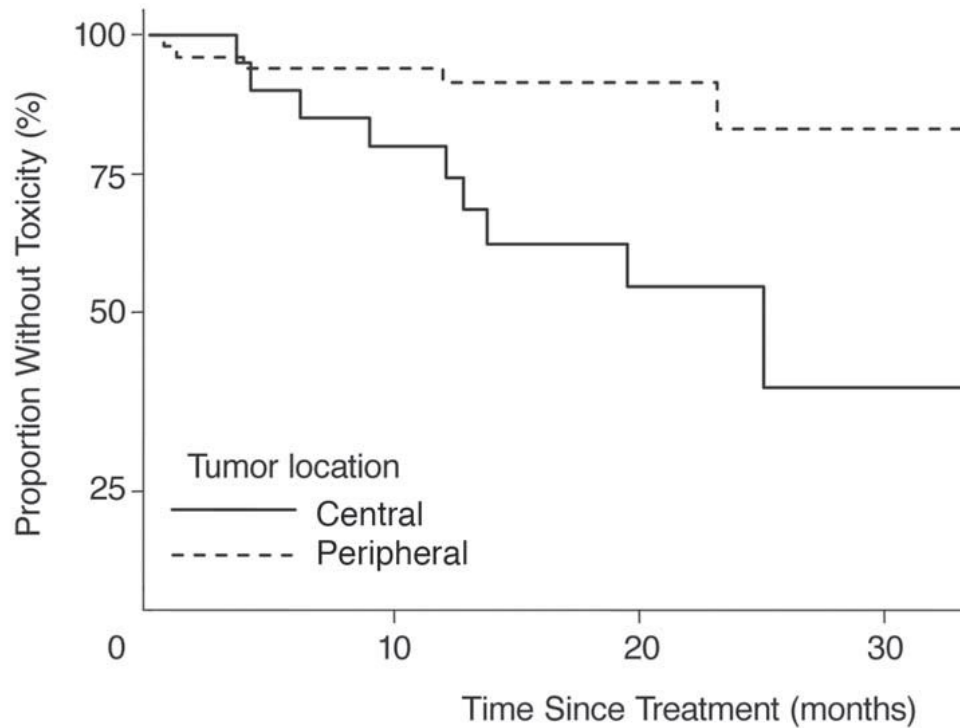 Proportion Without Toxicity (%)
100
75
50
25
0
Tumor location
Central
Peripheral
10
20
30
Time Since Treatment (months)